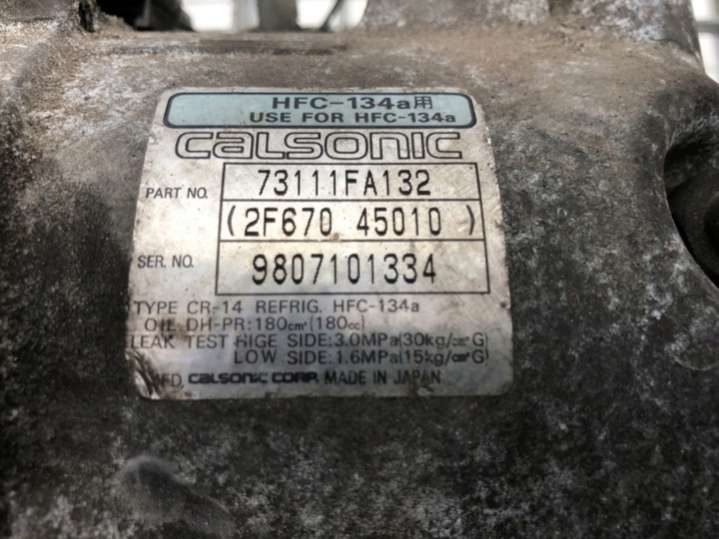 HFC-134a用
USE FOR HFC-134a
CALSONIC
PART NO. 73111FA132
(2F670 45010 )
SER. NO. 9807101334
TYPE CR-14 REFRIG. HFC-134a
OIL DH-PR:180cm³(180cc)
LEAK TEST HIGE SIDE:3.0MPa(30kg/cm²G)
LOW SIDE:1.6MPa(15kg/cm²G)
MFD. CALSONIC CORP. MADE IN JAPAN